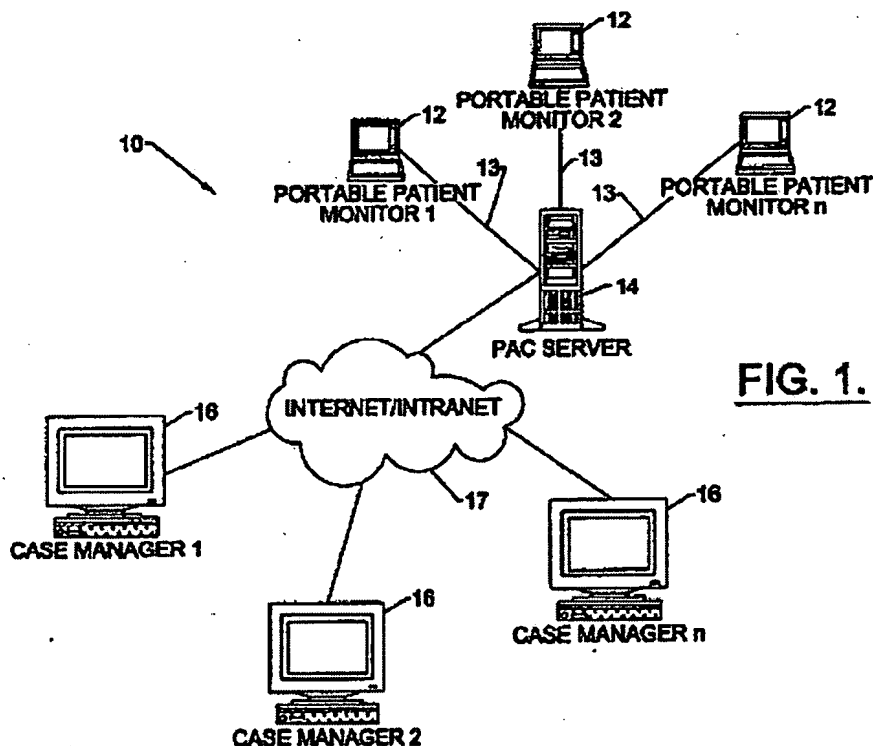 12
PORTABLE PATIENT
MONITOR 2
12
12
10
13
13
13
PORTABLE PATIENT
MONITOR 1
PORTABLE PATIENT
MONITOR n
14
PAC SERVER
FIG. 1.
INTERNET/INTRANET
16
17
16
CASE MANAGER 1
16
CASE MANAGER n
CASE MANAGER 2